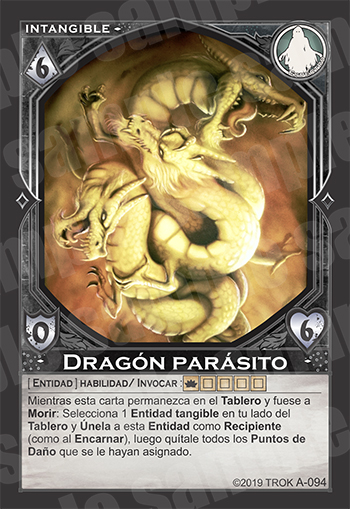 INTANGIBLE
6
DRAGÓN PARÁSITO
0
6
[ENTIDAD] HABILIDAD/ INVOCAR:
Mientras esta carta permanezca en el Tablero y fuese a
Morir: Selecciona 1 Entidad tangible en tu lado del
Tablero y Únela a esta Entidad como Recipiente
(como al Encarnar), luego quítale todos los Puntos de
Daño que se le hayan asignado.
©2019 TROK A-094